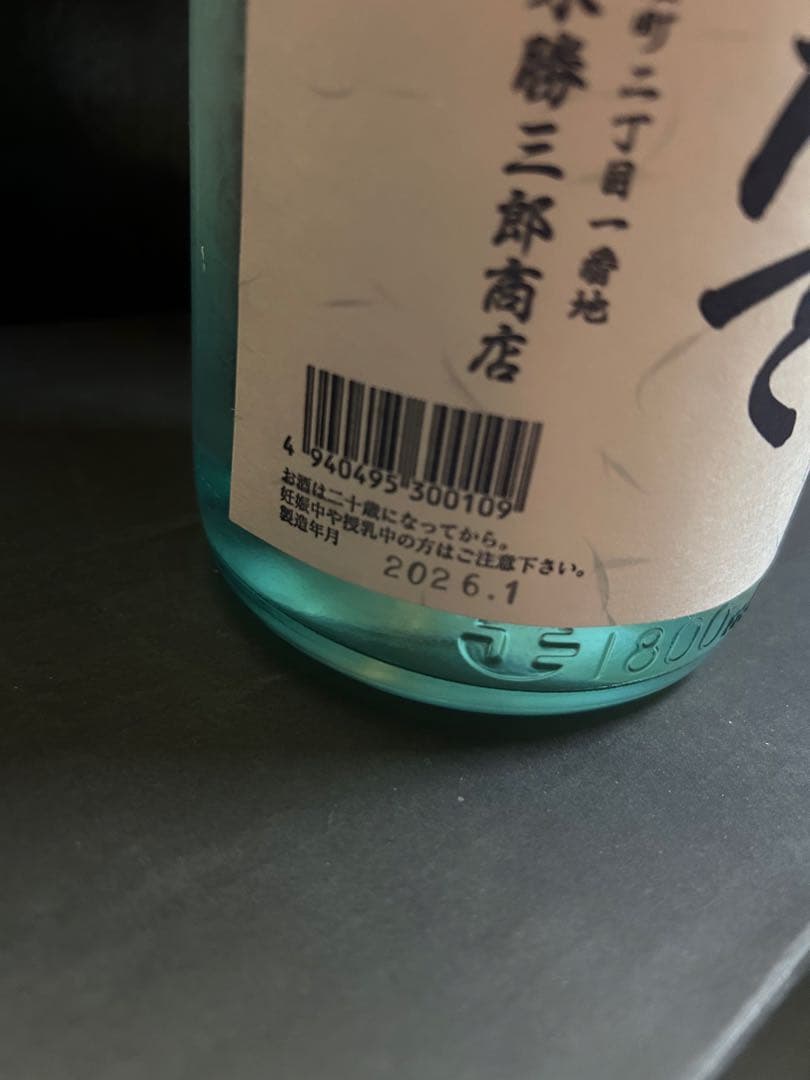 町二丁目一番地
勝三郎商店
4 940495 300109
お酒は二十歳になってから。
妊娠中や授乳中の方はご注意下さい。
製造年月
2026.1
1800